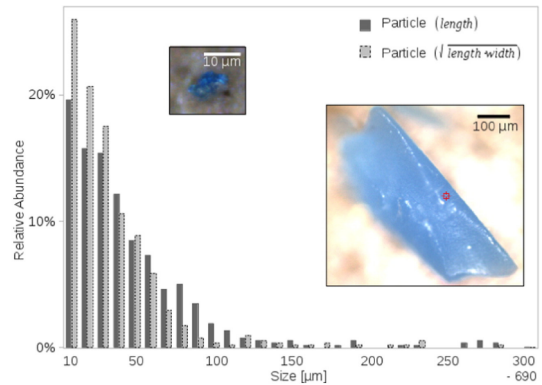 Particle (length)
Particle (√length·width)
10 μm
100 μm
Relative Abundance
20%
10%
0%
10 50 100 150 200 250 300
- 690
Size [μm]